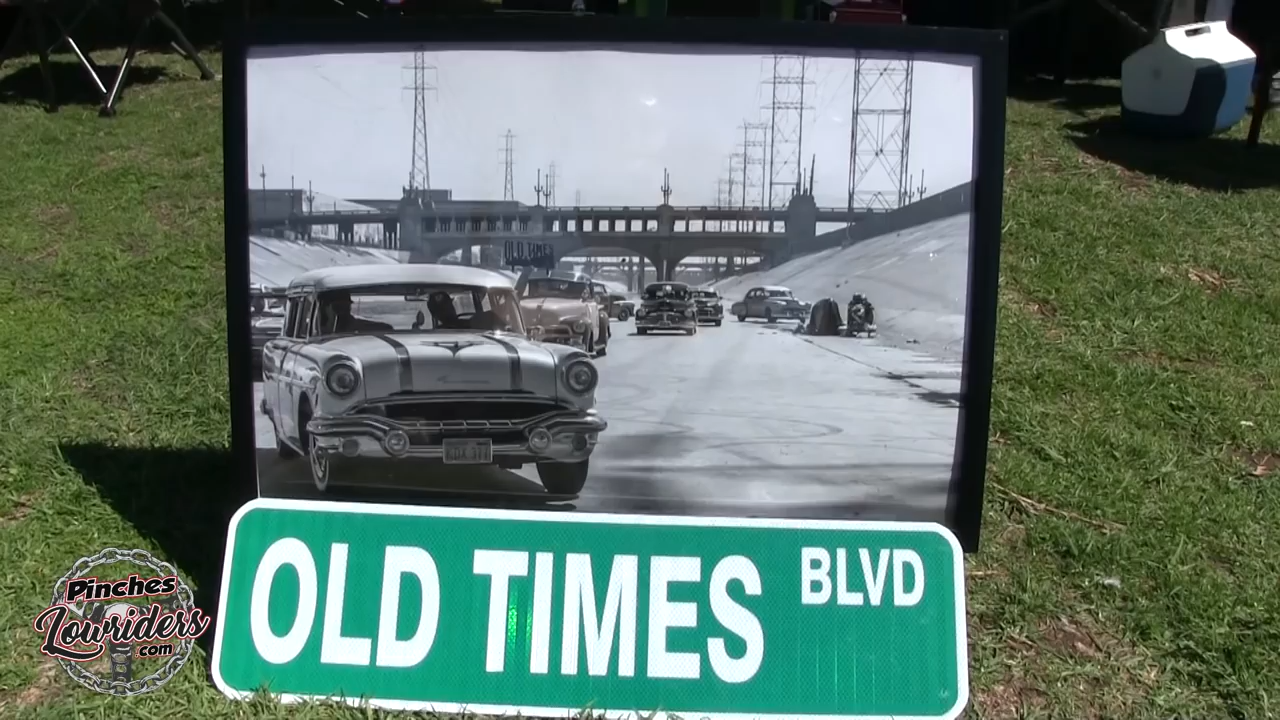 OLD TIMES
OLD TIMES BLVD
Pinches
Lowriders
.com